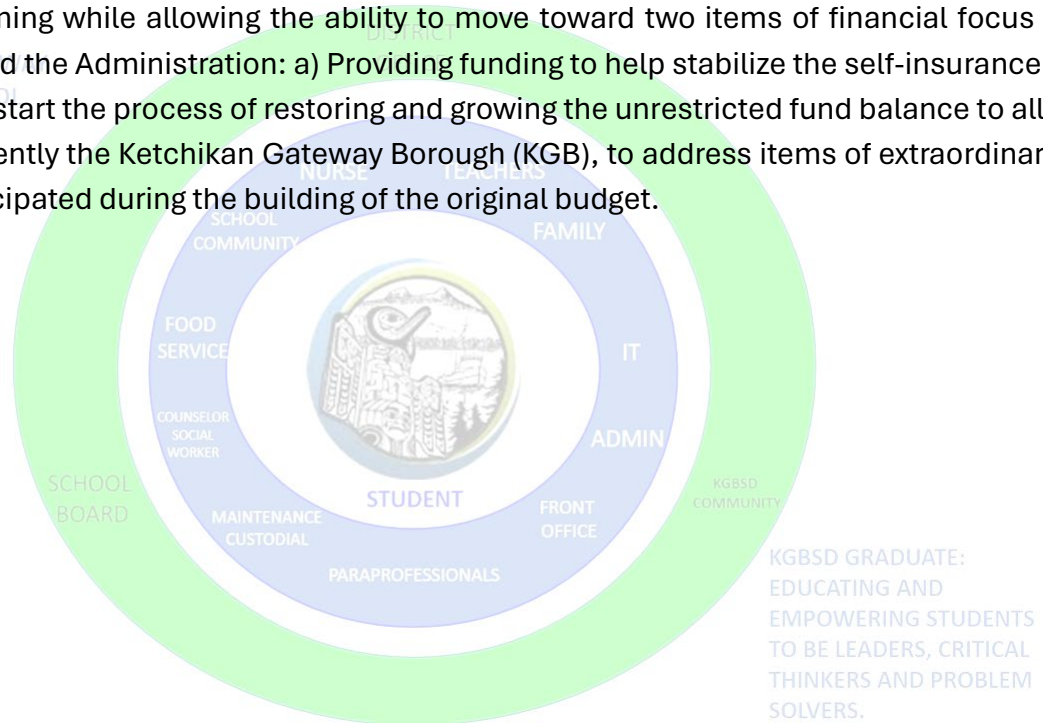 ning while allowing the ability to move toward two items of financial focus
d the Administration: a) Providing funding to help stabilize the self-insurance
start the process of restoring and growing the unrestricted fund balance to all
ently the Ketchikan Gateway Borough (KGB), to address items of extraordinar
cipated during the building of the original budget.
DISTRICT
NURSE
TEACHERS
SCHOOL
COMMUNITY
FAMILY
FOOD
SERVICE
IT
COUNSELOR
SOCIAL
WORKER
ADMIN
SCHOOL
BOARD
STUDENT
KGBSD
COMMUNITY
MAINTENANCE
CUSTODIAL
FRONT
OFFICE
PARAPROFESSIONALS
KGBSD GRADUATE:
EDUCATING AND
EMPOWERING STUDENTS
TO BE LEADERS, CRITICAL
THINKERS AND PROBLEM
SOLVERS.